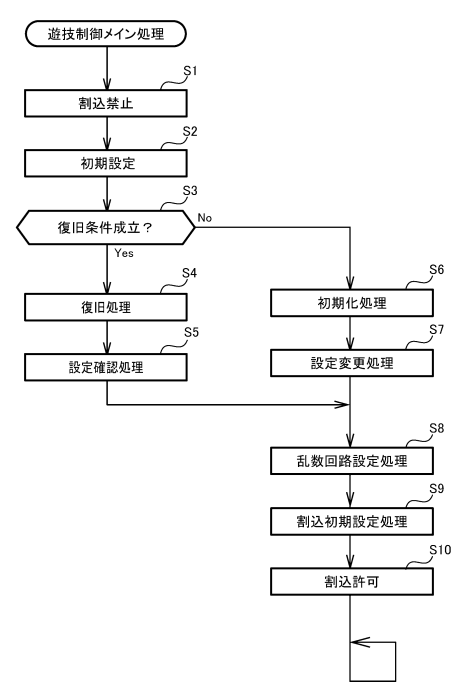 遊技制御メイン処理
S1
割込禁止
S2
初期設定
S3
復旧条件成立？
No
Yes
S4
復旧処理
S5
設定確認処理
S6
初期化処理
S7
設定変更処理
S8
乱数回路設定処理
S9
割込初期設定処理
S10
割込許可